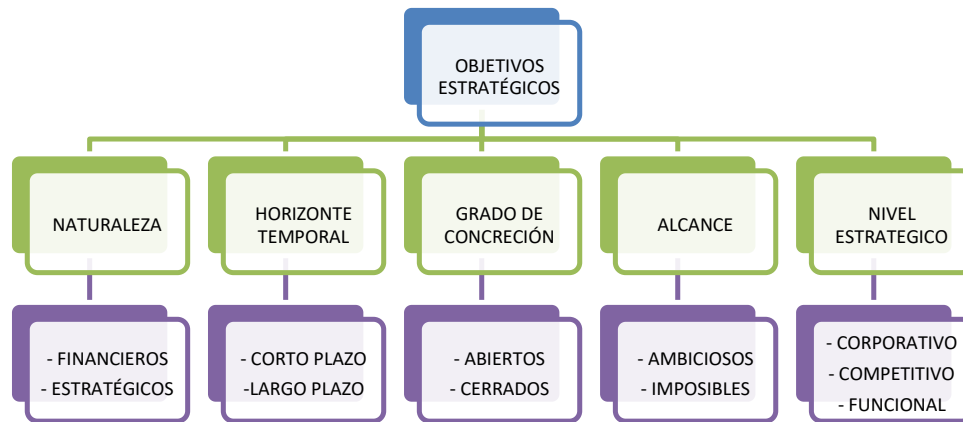 OBJETIVOS
ESTRATÉGICOS
NATURALEZA
HORIZONTE
TEMPORAL
GRADO DE
CONCRECIÓN
ALCANCE
NIVEL
ESTRATEGICO
- FINANCIEROS
- ESTRATÉGICOS
- CORTO PLAZO
-LARGO PLAZO
- ABIERTOS
- CERRADOS
- AMBICIOSOS
- IMPOSIBLES
- CORPORATIVO
- COMPETITIVO
- FUNCIONAL